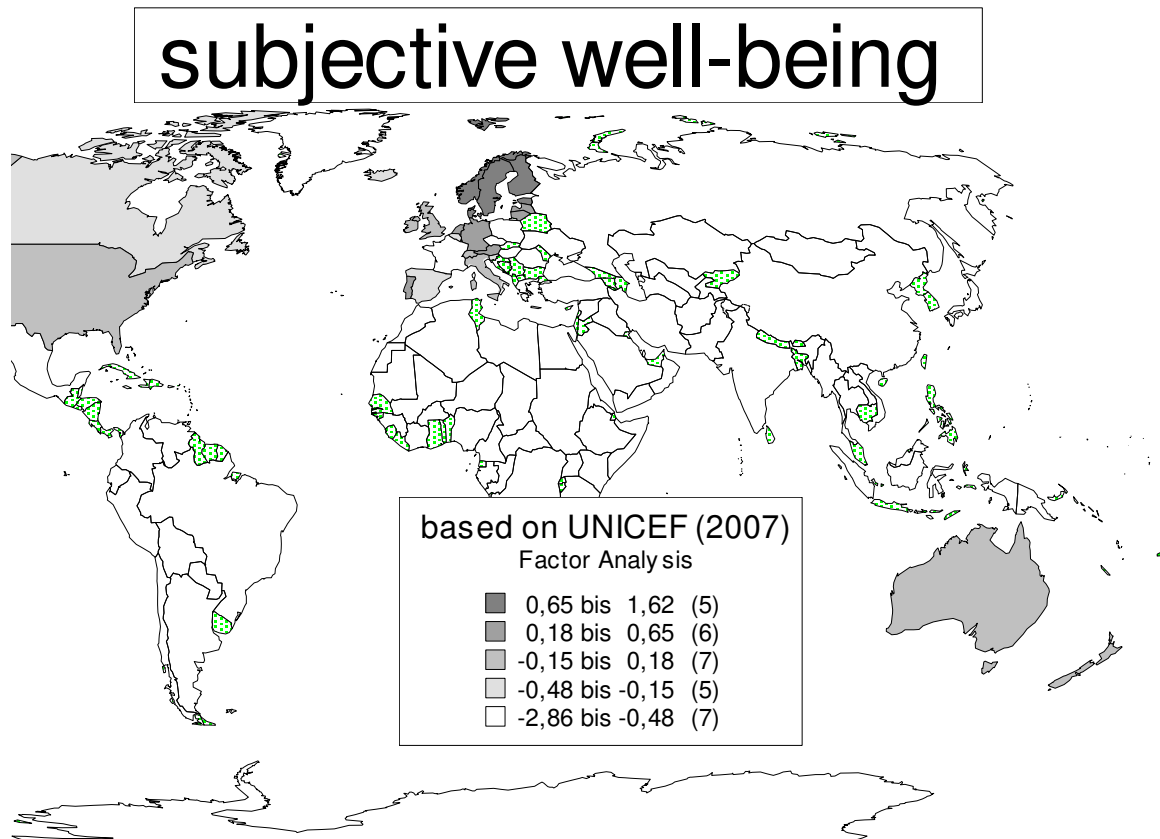 subjective well-being
based on UNICEF (2007)
Factor Analysis
0,65 bis 1,62 (5)
0,18 bis 0,65 (6)
-0,15 bis 0,18 (7)
-0,48 bis -0,15 (5)
-2,86 bis -0,48 (7)